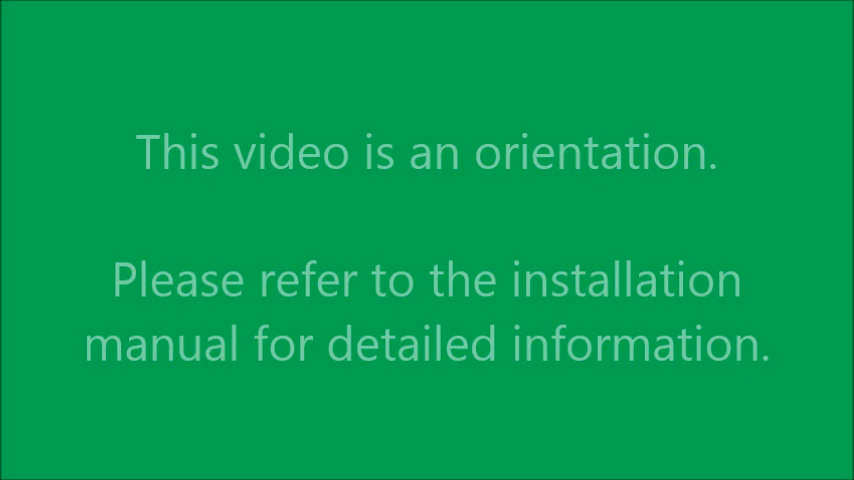 This video is an orientation.
Please refer to the installation
manual for detailed information.